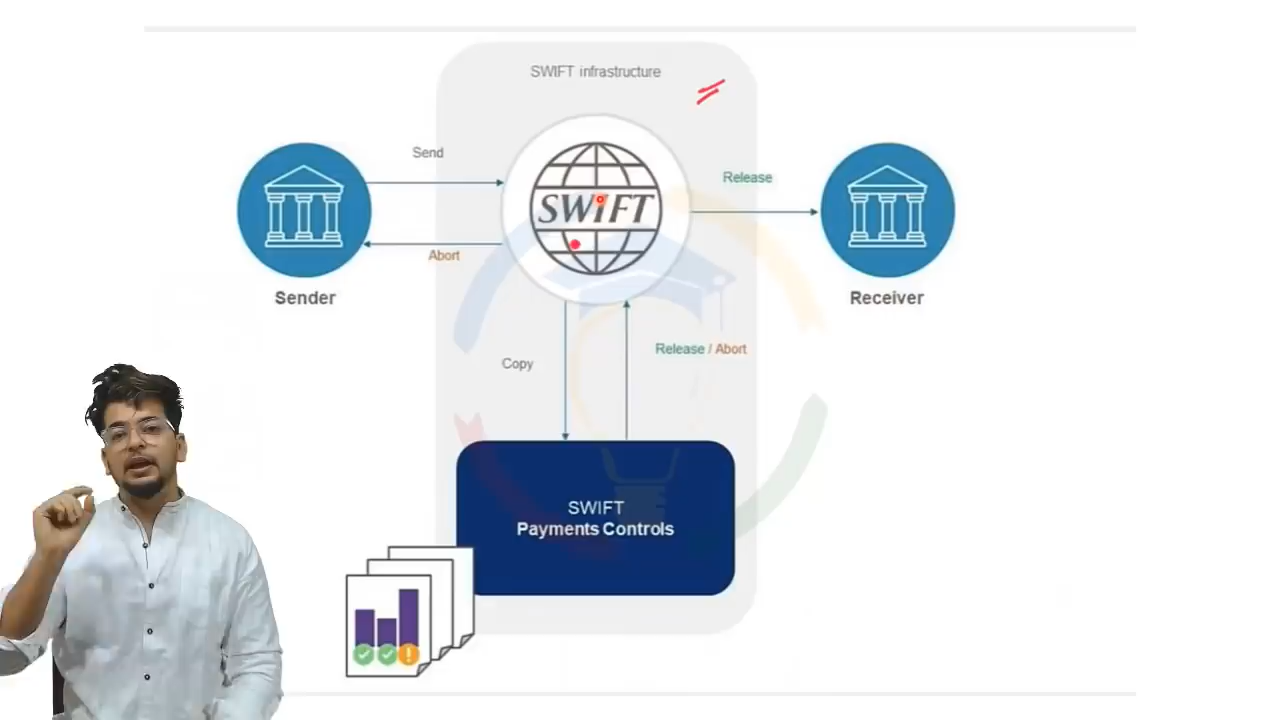 SWIFT infrastructure
Send
SWIFT
Release
Abort
Sender
Receiver
Copy
Release / Abort
SWIFT
Payments Controls